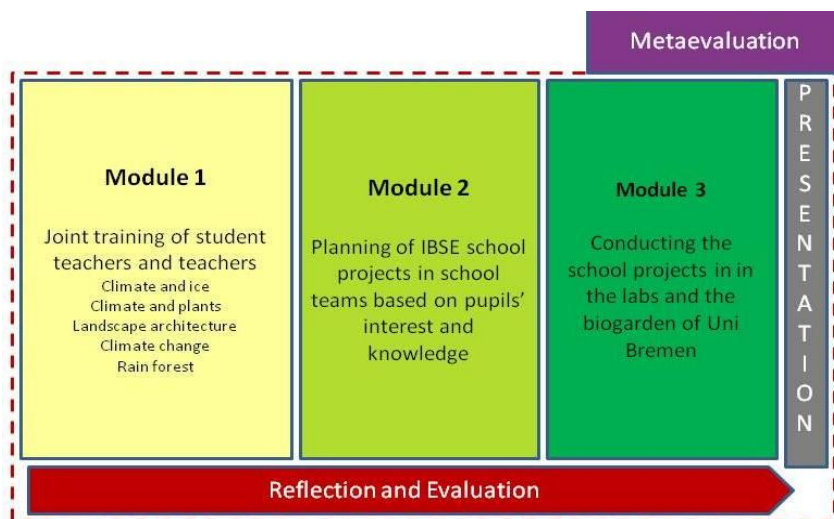 Metaevaluation
Module 1
Joint training of student
teachers and teachers
Climate and ice
Climate and plants
Landscape architecture
Climate change
Rain forest
Module 2
Planning of IBSE school
projects in school
teams based on pupils'
interest and
knowledge
Module 3
Conducting the
school projects in in
the labs and the
biogarden of Uni
Bremen
PRESENTATION
Reflection and Evaluation